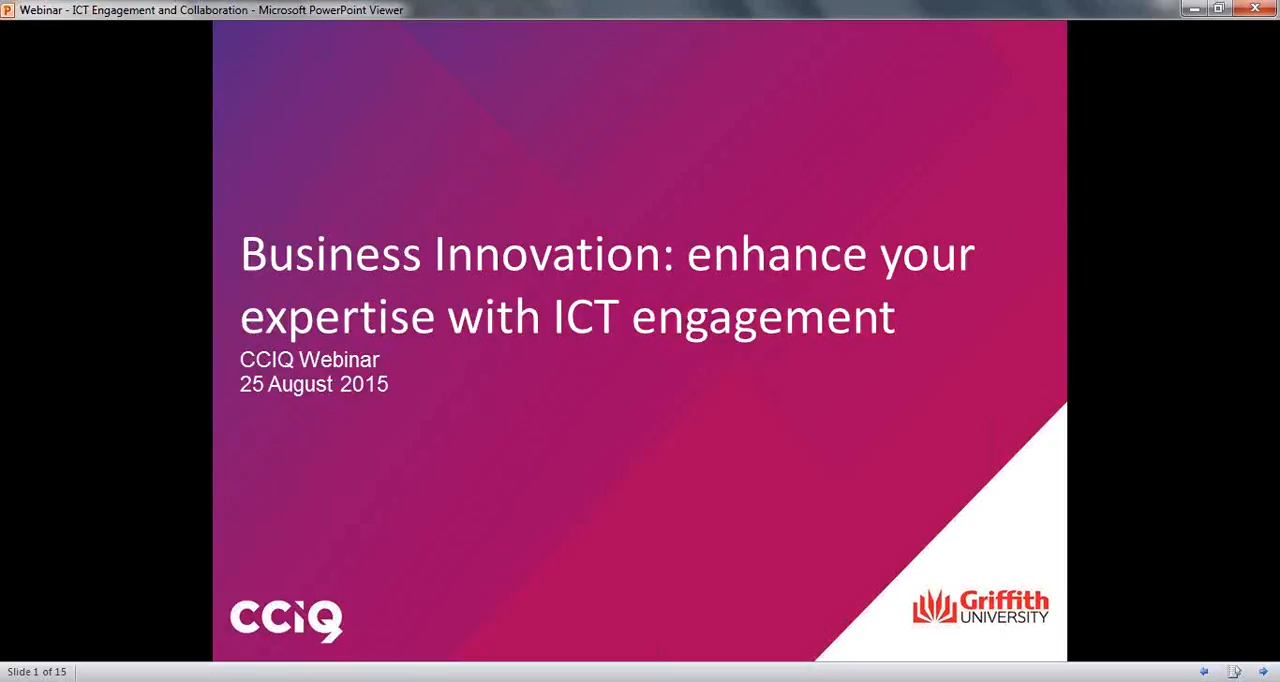 Webinar - ICT Engagement and Collaboration - Microsoft PowerPoint Viewer
Business Innovation: enhance your
expertise with ICT engagement
CCIQ Webinar
25 August 2015
CCIQ
Griffith
UNIVERSITY
Slide 1 of 15